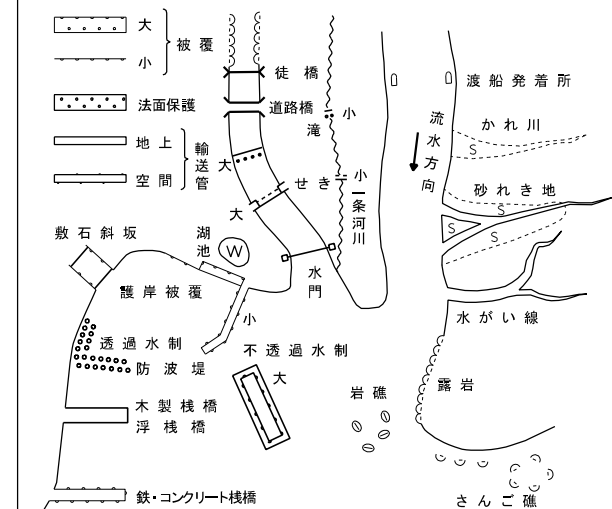 大
小
被覆
法面保護
地上
空間
輸送管
徒橋
道路橋
小
滝
大
せき
小
大
一条河川
水門
渡船発着所
流水方向
かれ川
S
砂れき地
S
S
S
水がい線
露岩
さんご礁
岩礁
敷石斜坂
湖池
W
護岸被覆
小
透過水制
防波堤
不透過水制
大
木製桟橋
浮桟橋
鉄・コンクリート桟橋